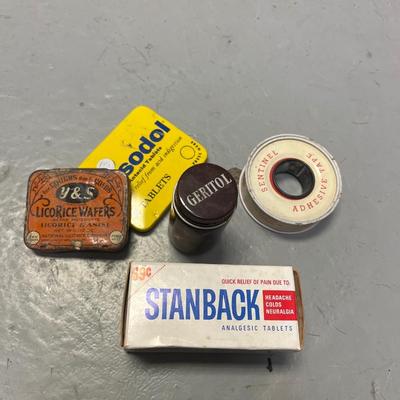 Y&S
LICORICE WAFERS
LICORICE & ANISE
sodol
TABLETS
GERITOL
SENTINEL
ADHESIVE TAPE
39¢
QUICK RELIEF OF PAIN DUE TO
STANBACK
HEADACHE
COLDS
NEURALGIA
ANALGESIC TABLETS